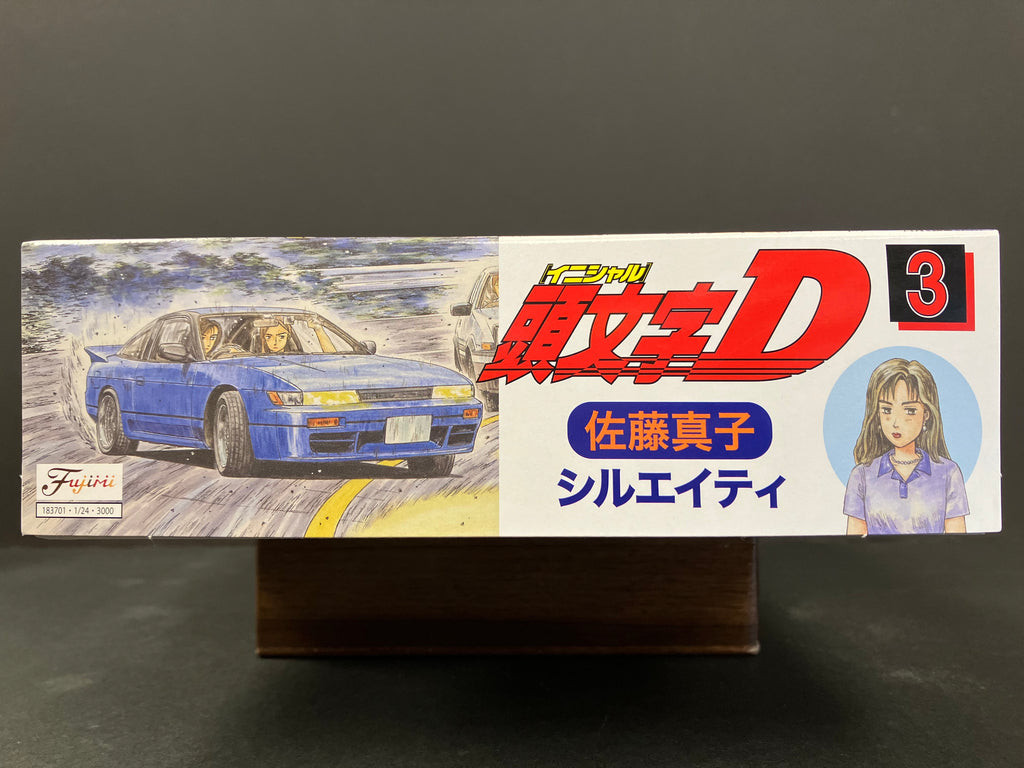 Fujimi
183701・1/24・3000
[イニシャル]
頭文字D
3
佐藤真子
シルエイティ